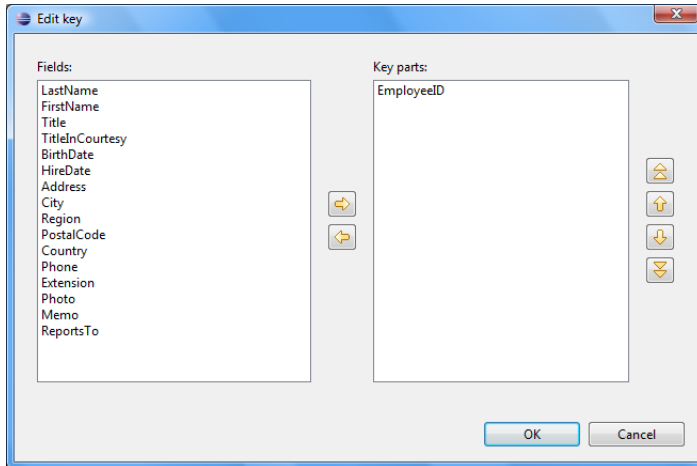 Edit key
Fields:
LastName
FirstName
Title
TitleInCourtesy
BirthDate
HireDate
Address
City
Region
PostalCode
Country
Phone
Extension
Photo
Memo
ReportsTo
Key parts:
EmployeeID
OK
Cancel